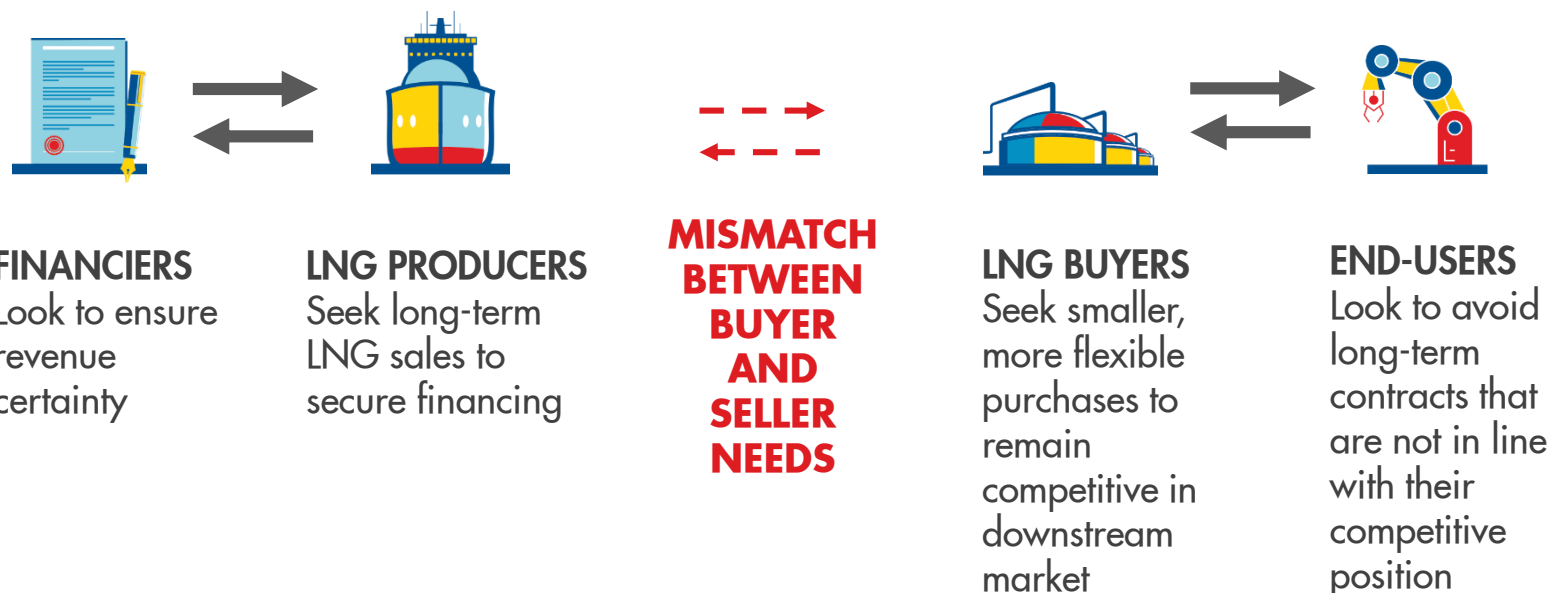 FINANCIERS
Look to ensure
revenue
certainty
LNG PRODUCERS
Seek long-term
LNG sales to
secure financing
MISMATCH
BETWEEN
BUYER
AND
SELLER
NEEDS
LNG BUYERS
Seek smaller,
more flexible
purchases to
remain
competitive in
downstream
market
END-USERS
Look to avoid
long-term
contracts that
are not in line
with their
competitive
position